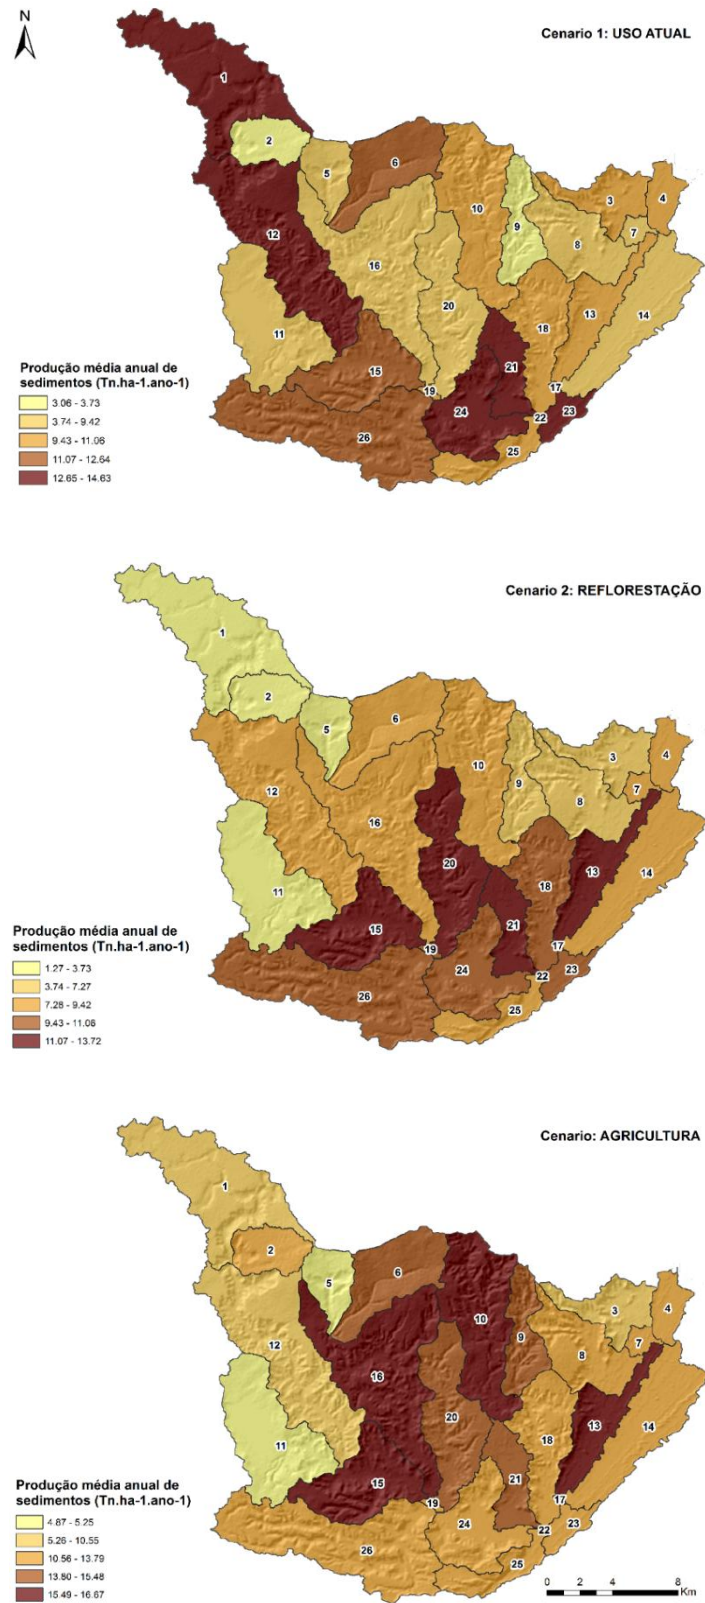 N
Cenario 1: USO ATUAL
1
2
5
6
10
3
4
9
7
8
12
16
11
20
18
13
14
15
21
19
17
24
22
23
26
25
Produção média anual de
sedimentos (Tn.ha-1.ano-1)
3.06 - 3.73
3.74 - 9.42
9.43 - 11.06
11.07 - 12.64
12.65 - 14.63
Cenario 2: REFLORESTAÇÃO
1
2
5
6
10
3
4
9
7
8
12
16
11
20
18
13
14
15
21
19
17
24
22
23
26
25
Produção média anual de
sedimentos (Tn.ha-1.ano-1)
1.27 - 3.73
3.74 - 7.27
7.28 - 9.42
9.43 - 11.08
11.07 - 13.72
Cenario: AGRICULTURA
1
2
5
6
10
3
4
9
7
8
12
16
11
20
18
13
14
15
21
19
17
24
22
23
26
25
Produção média anual de
sedimentos (Tn.ha-1.ano-1)
4.87 - 5.25
5.26 - 10.55
10.56 - 13.79
13.80 - 15.48
15.49 - 16.67
0 2 4 8
Km